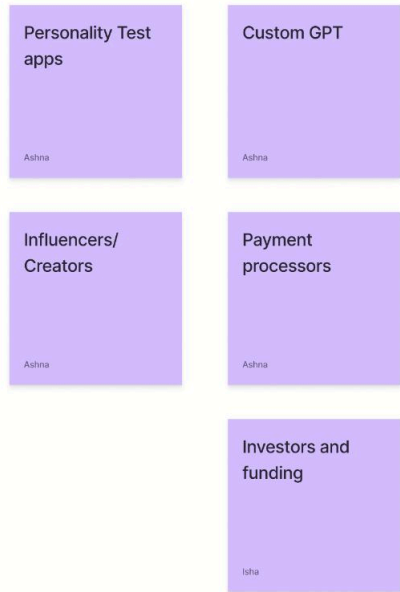 Personality Test
apps
Ashna
Custom GPT
Ashna
Influencers/
Creators
Ashna
Payment
processors
Ashna
Investors and
funding
Isha